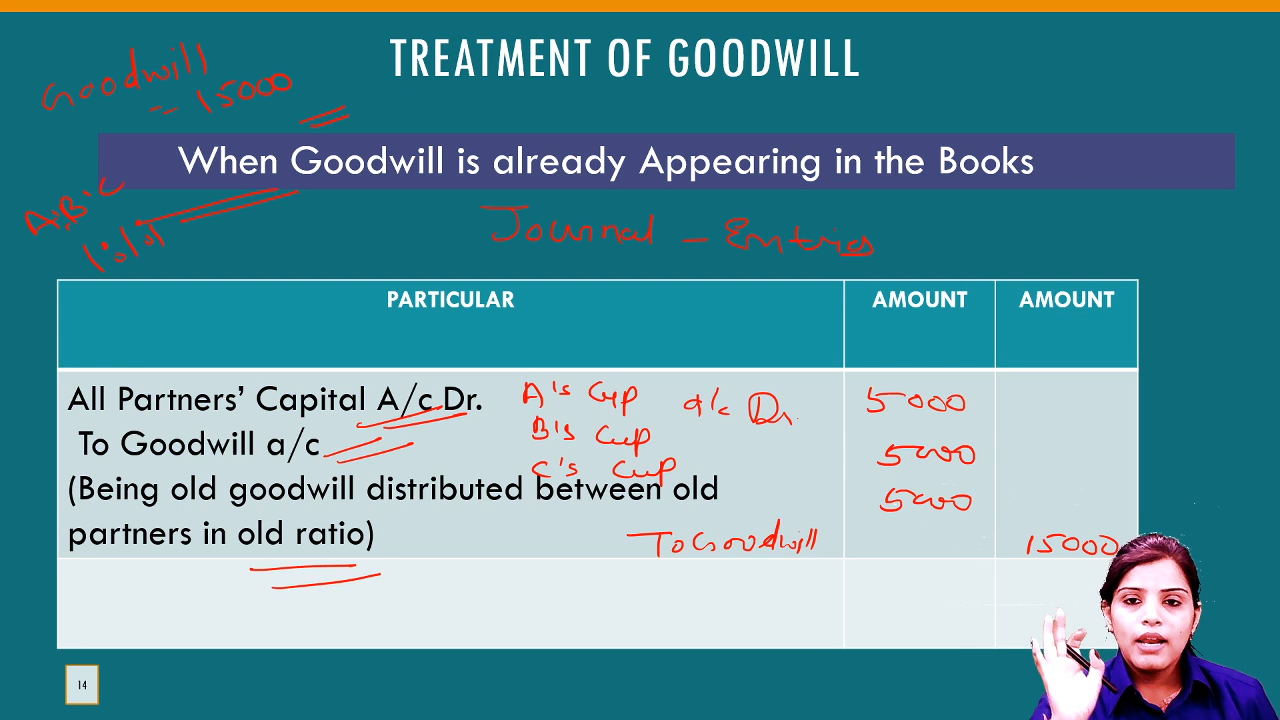 TREATMENT OF GOODWILL
Goodwill
= 15000
When Goodwill is already Appearing in the Books
A:B:C
1:1:1
Journal - Entries
PARTICULAR AMOUNT AMOUNT
All Partners’ Capital A/c Dr. A's Cap a/c Dr. 5000
To Goodwill a/c B's Cap 5000
C's Cap
(Being old goodwill distributed between old 5000
partners in old ratio) To Goodwill 15000
14